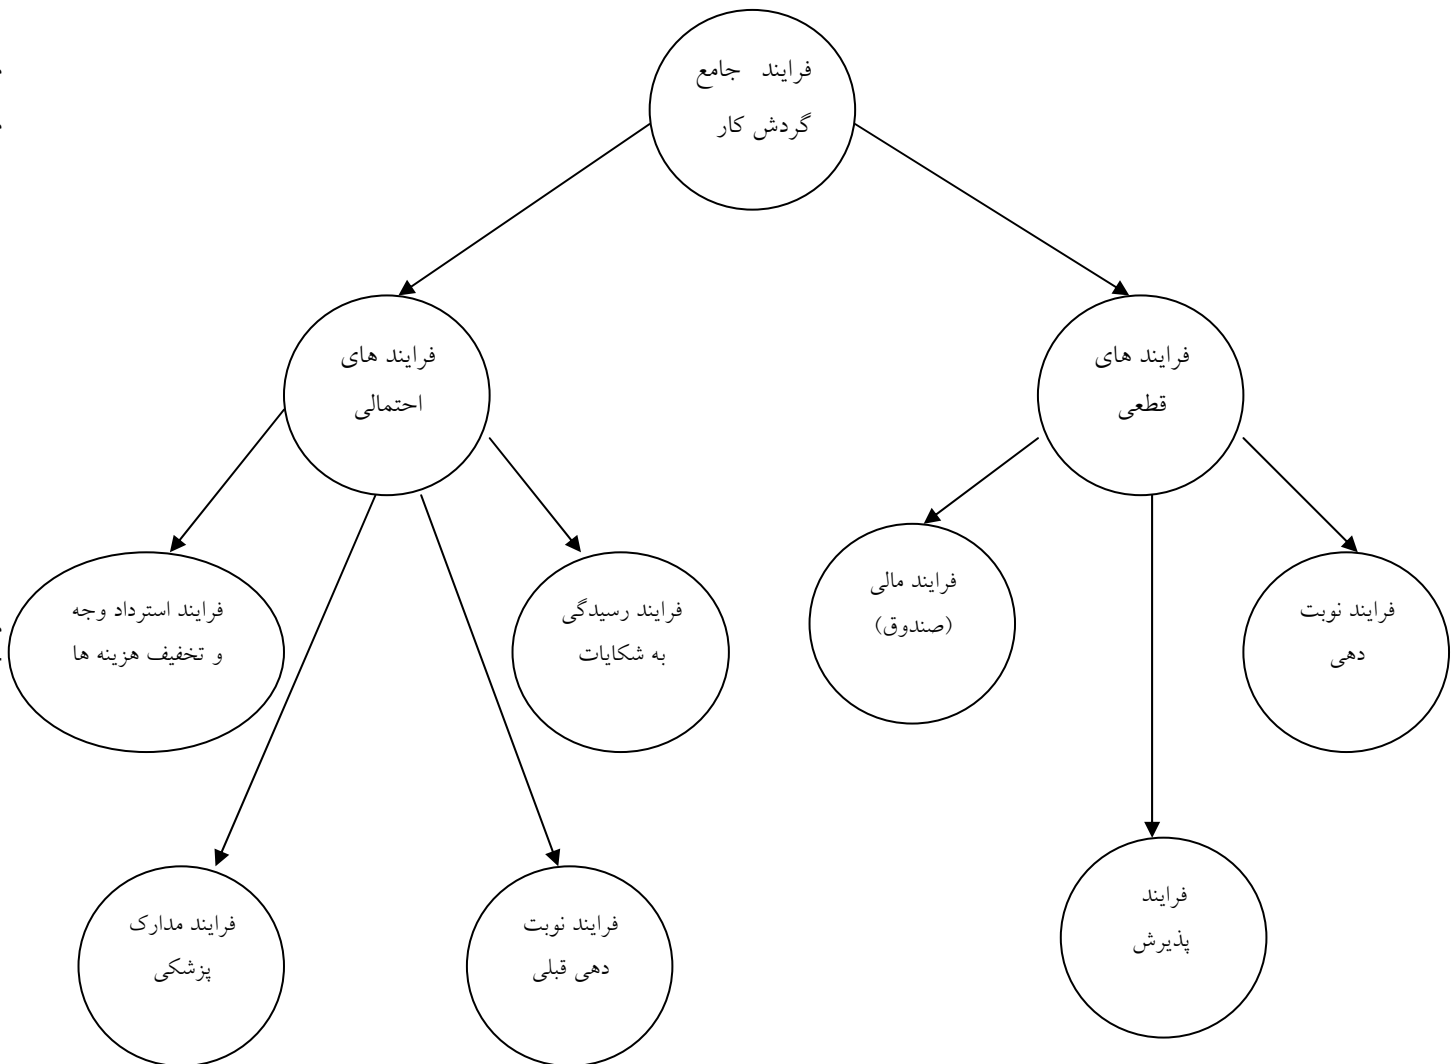 فرایند جامع
گردش کار
فرایند های
قطعی
فرایند های
احتمالی
فرایند نوبت
دهی
فرایند مالی
(صندوق)
فرایند رسیدگی
به شکایات
فرایند استرداد وجه
و تخفیف هزینه ها
فرایند
پذیرش
فرایند نوبت
دهی قبلی
فرایند مدارک
پزشکی